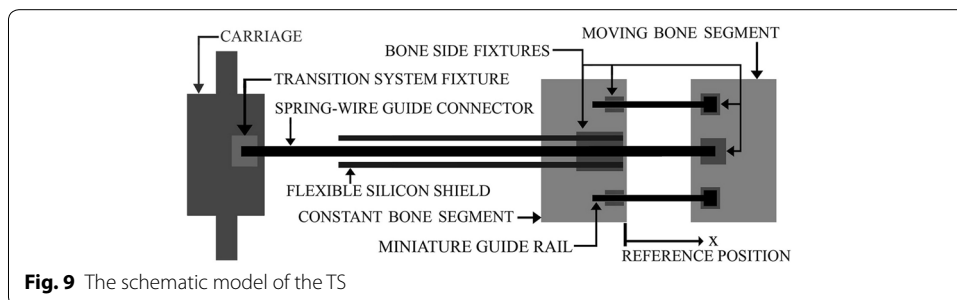 CARRIAGE
MOVING BONE SEGMENT
BONE SIDE FIXTURES
TRANSITION SYSTEM FIXTURE
SPRING-WIRE GUIDE CONNECTOR
FLEXIBLE SILICON SHIELD
CONSTANT BONE SEGMENT
X
MINIATURE GUIDE RAIL
REFERENCE POSITION
Fig. 9 The schematic model of the TS